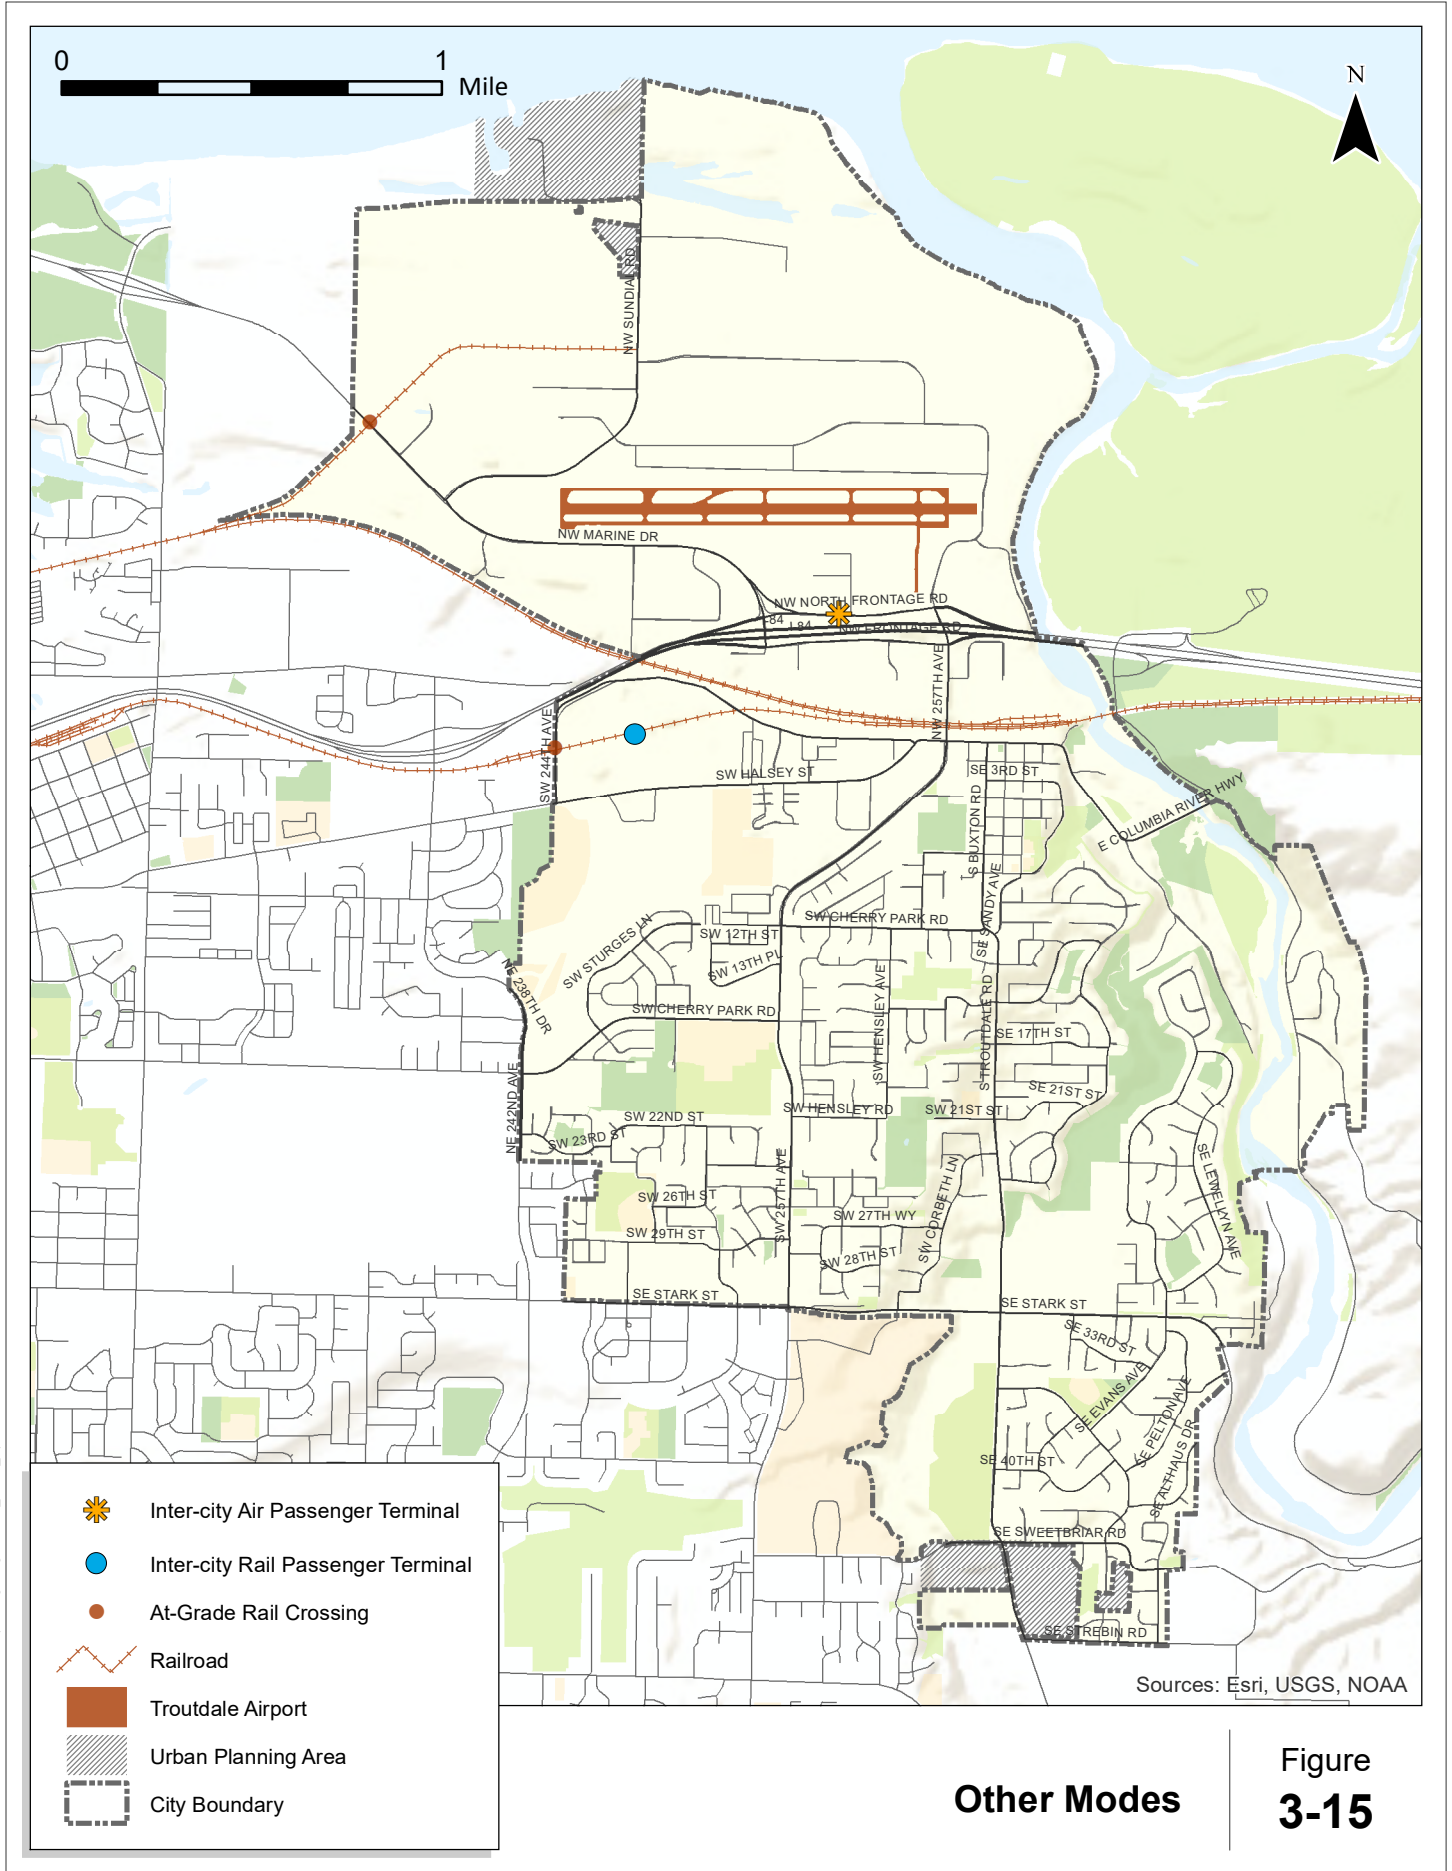 0 1
Mile
N
NW SUNDIAL RD
NW MARINE DR
NW NORTH FRONTAGE RD
I-84
NW FRONTAGE RD
NW 257TH AVE
SW 244TH AVE
SW HALSEY ST
SE 3RD ST
S BUXTON RD
E COLUMBIA RIVER HWY
SE SANDY AVE
SW CHERRY PARK RD
SW STURGES LN
SW 12TH ST
SW 13TH PL
NE 238TH DR
SW CHERRY PARK RD
SW HENSLEY AVE
S TROUTDALE RD
SE 17TH ST
SE 21ST ST
NE 242ND AVE
SW 22ND ST
SW HENSLEY RD
SW 21ST ST
SW 23RD ST
SE LEWELLYN AVE
SW 257TH AVE
SW CORBETH LN
SW 26TH ST
SW 27TH WY
SW 29TH ST
SW 28TH ST
SE STARK ST
SE STARK ST
SE 33RD ST
SE EVANS AVE
SE PELTON AVE
SE ALTHAUS DR
SE 40TH ST
SE SWEETBRIAR RD
SE STREBIN RD
Inter-city Air Passenger Terminal
Inter-city Rail Passenger Terminal
At-Grade Rail Crossing
Railroad
Troutdale Airport
Urban Planning Area
City Boundary
Sources: Esri, USGS, NOAA
Other Modes
Figure
3-15